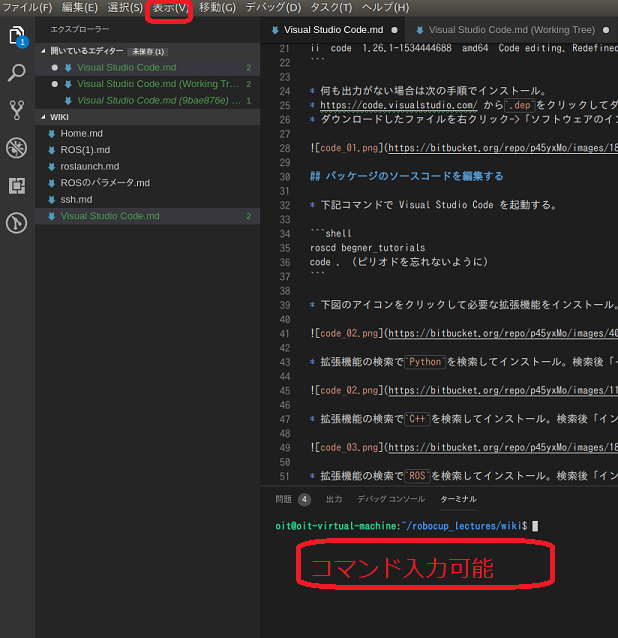 ファイル(F) 編集(E) 選択(S) 表示(V) 移動(G) デバッグ(D) タスク(T) ヘルプ(H)
1
エクスプローラー
開いているエディター 未保存 (1)
Visual Studio Code.md 2
Visual Studio Code.md (Working Tr... 2
Visual Studio Code.md (9bae876e) ... 1
WIKI
Home.md
ROS(1).md
roslaunch.md
ROSのパラメータ.md
ssh.md
Visual Studio Code.md 2
Visual Studio Code.md Visual Studio Code.md (Working Tree)
21 ii code 1.26.1-1534444688 amd64 Code editing. Redefined
22 ```
23
24 * 何も出力がない場合は次の手順でインストール。
25 * https://code.visualstudio.com/ から`.dep`をクリックしてダ
26 * ダウンロードしたファイルを右クリック->「ソフトウェアのイン
27
28 ![code_01.png](https://bitbucket.org/repo/p45yxMo/images/18
29
30 ## パッケージのソースコードを編集する
31
32 * 下記コマンドで Visual Studio Code を起動する。
33
34 ```shell
35 roscd begner_tutorials
36 code . （ピリオドを忘れないように）
37 ```
38
39 * 下図のアイコンをクリックして必要な拡張機能をインストール。
40
41 ![code_02.png](https://bitbucket.org/repo/p45yxMo/images/40
42
43 * 拡張機能の検索で`Python`を検索してインストール。検索後「イ
44
45 ![code_02.png](https://bitbucket.org/repo/p45yxMo/images/11
46
47 * 拡張機能の検索で`C++`を検索してインストール。検索後「イン
48
49 ![code_03.png](https://bitbucket.org/repo/p45yxMo/images/18
50
51 * 拡張機能の検索で`ROS`を検索してインストール。検索後「イン
問題 4 出力 デバッグ コンソール ターミナル
oit@oit-virtual-machine:~/robocup_lectures/wiki$
コマンド入力可能